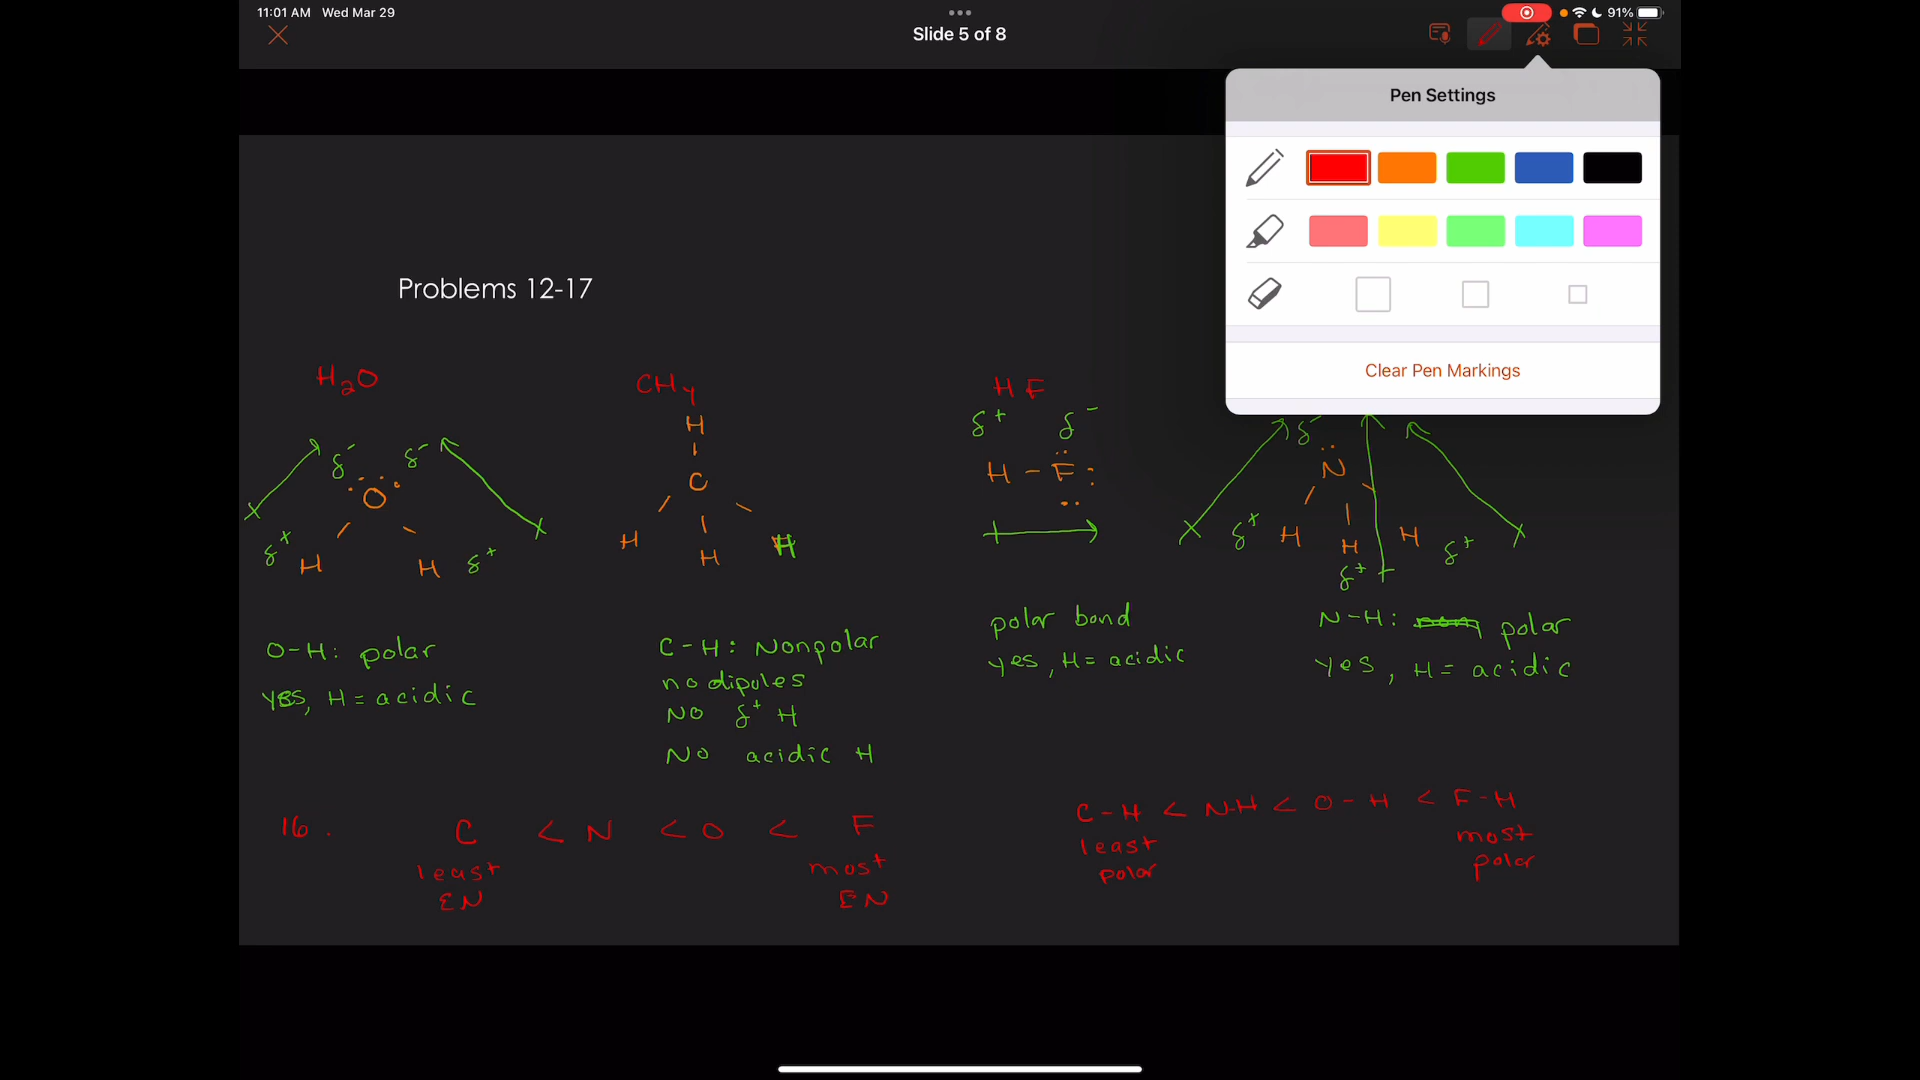 11:01 AM Wed Mar 29
91%
Slide 5 of 8
Pen Settings
Clear Pen Markings
Problems 12-17
H2O
δ- δ-
O
δ+ H H δ+
O-H: polar
yes, H = acidic
CH4
H
C
H H H
C-H: Nonpolar
no dipoles
No δ+ H
No acidic H
HF
δ+ δ-
H - F
polar bond
yes, H = acidic
δ-
N
δ+ H H H δ+
δ+
N-H: non polar
yes, H = acidic
16. C < N < O < F
least most
EN EN
C-H < N-H < O-H < F-H
least most
polar polar